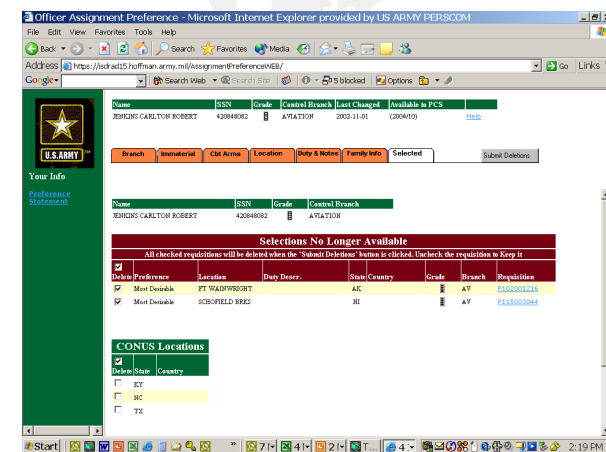 Officer Assignment Preference - Microsoft Internet Explorer provided by US ARMY PERSCOM
File Edit View Favorites Tools Help
Back Search Favorites Media
Address https://isdrad15.hoffman.army.mil/AssignmentPreferenceWEB/ Go Links
Google Search Web Search Site 5 blocked Options
Name SSN Grade Control Branch Last Changed Available to PCS
JENKINS CARLTON ROBERT 420848082 AVIATION 2002-11-01 (2004/10) Help
U.S.ARMY
Branch Immaterial Cbt Arms Location Duty & Notes Family Info Selected Submit Deletions
Your Info
Preference
Statement
Name SSN Grade Control Branch
JENKINS CARLTON ROBERT 420848082 AVIATION
Selections No Longer Available
All checked requisitions will be deleted when the 'Submit Deletions' button is clicked. Uncheck the requisition to Keep it
Delete Preference Location Duty Descr. State Country Grade Branch Requisition
Most Desirable FT WAINWRIGHT AK AV P102001216
Most Desirable SCHOFIELD BRKS HI AV P115003044
CONUS Locations
Delete State Country
KY
NC
TX
Start 2:19 PM